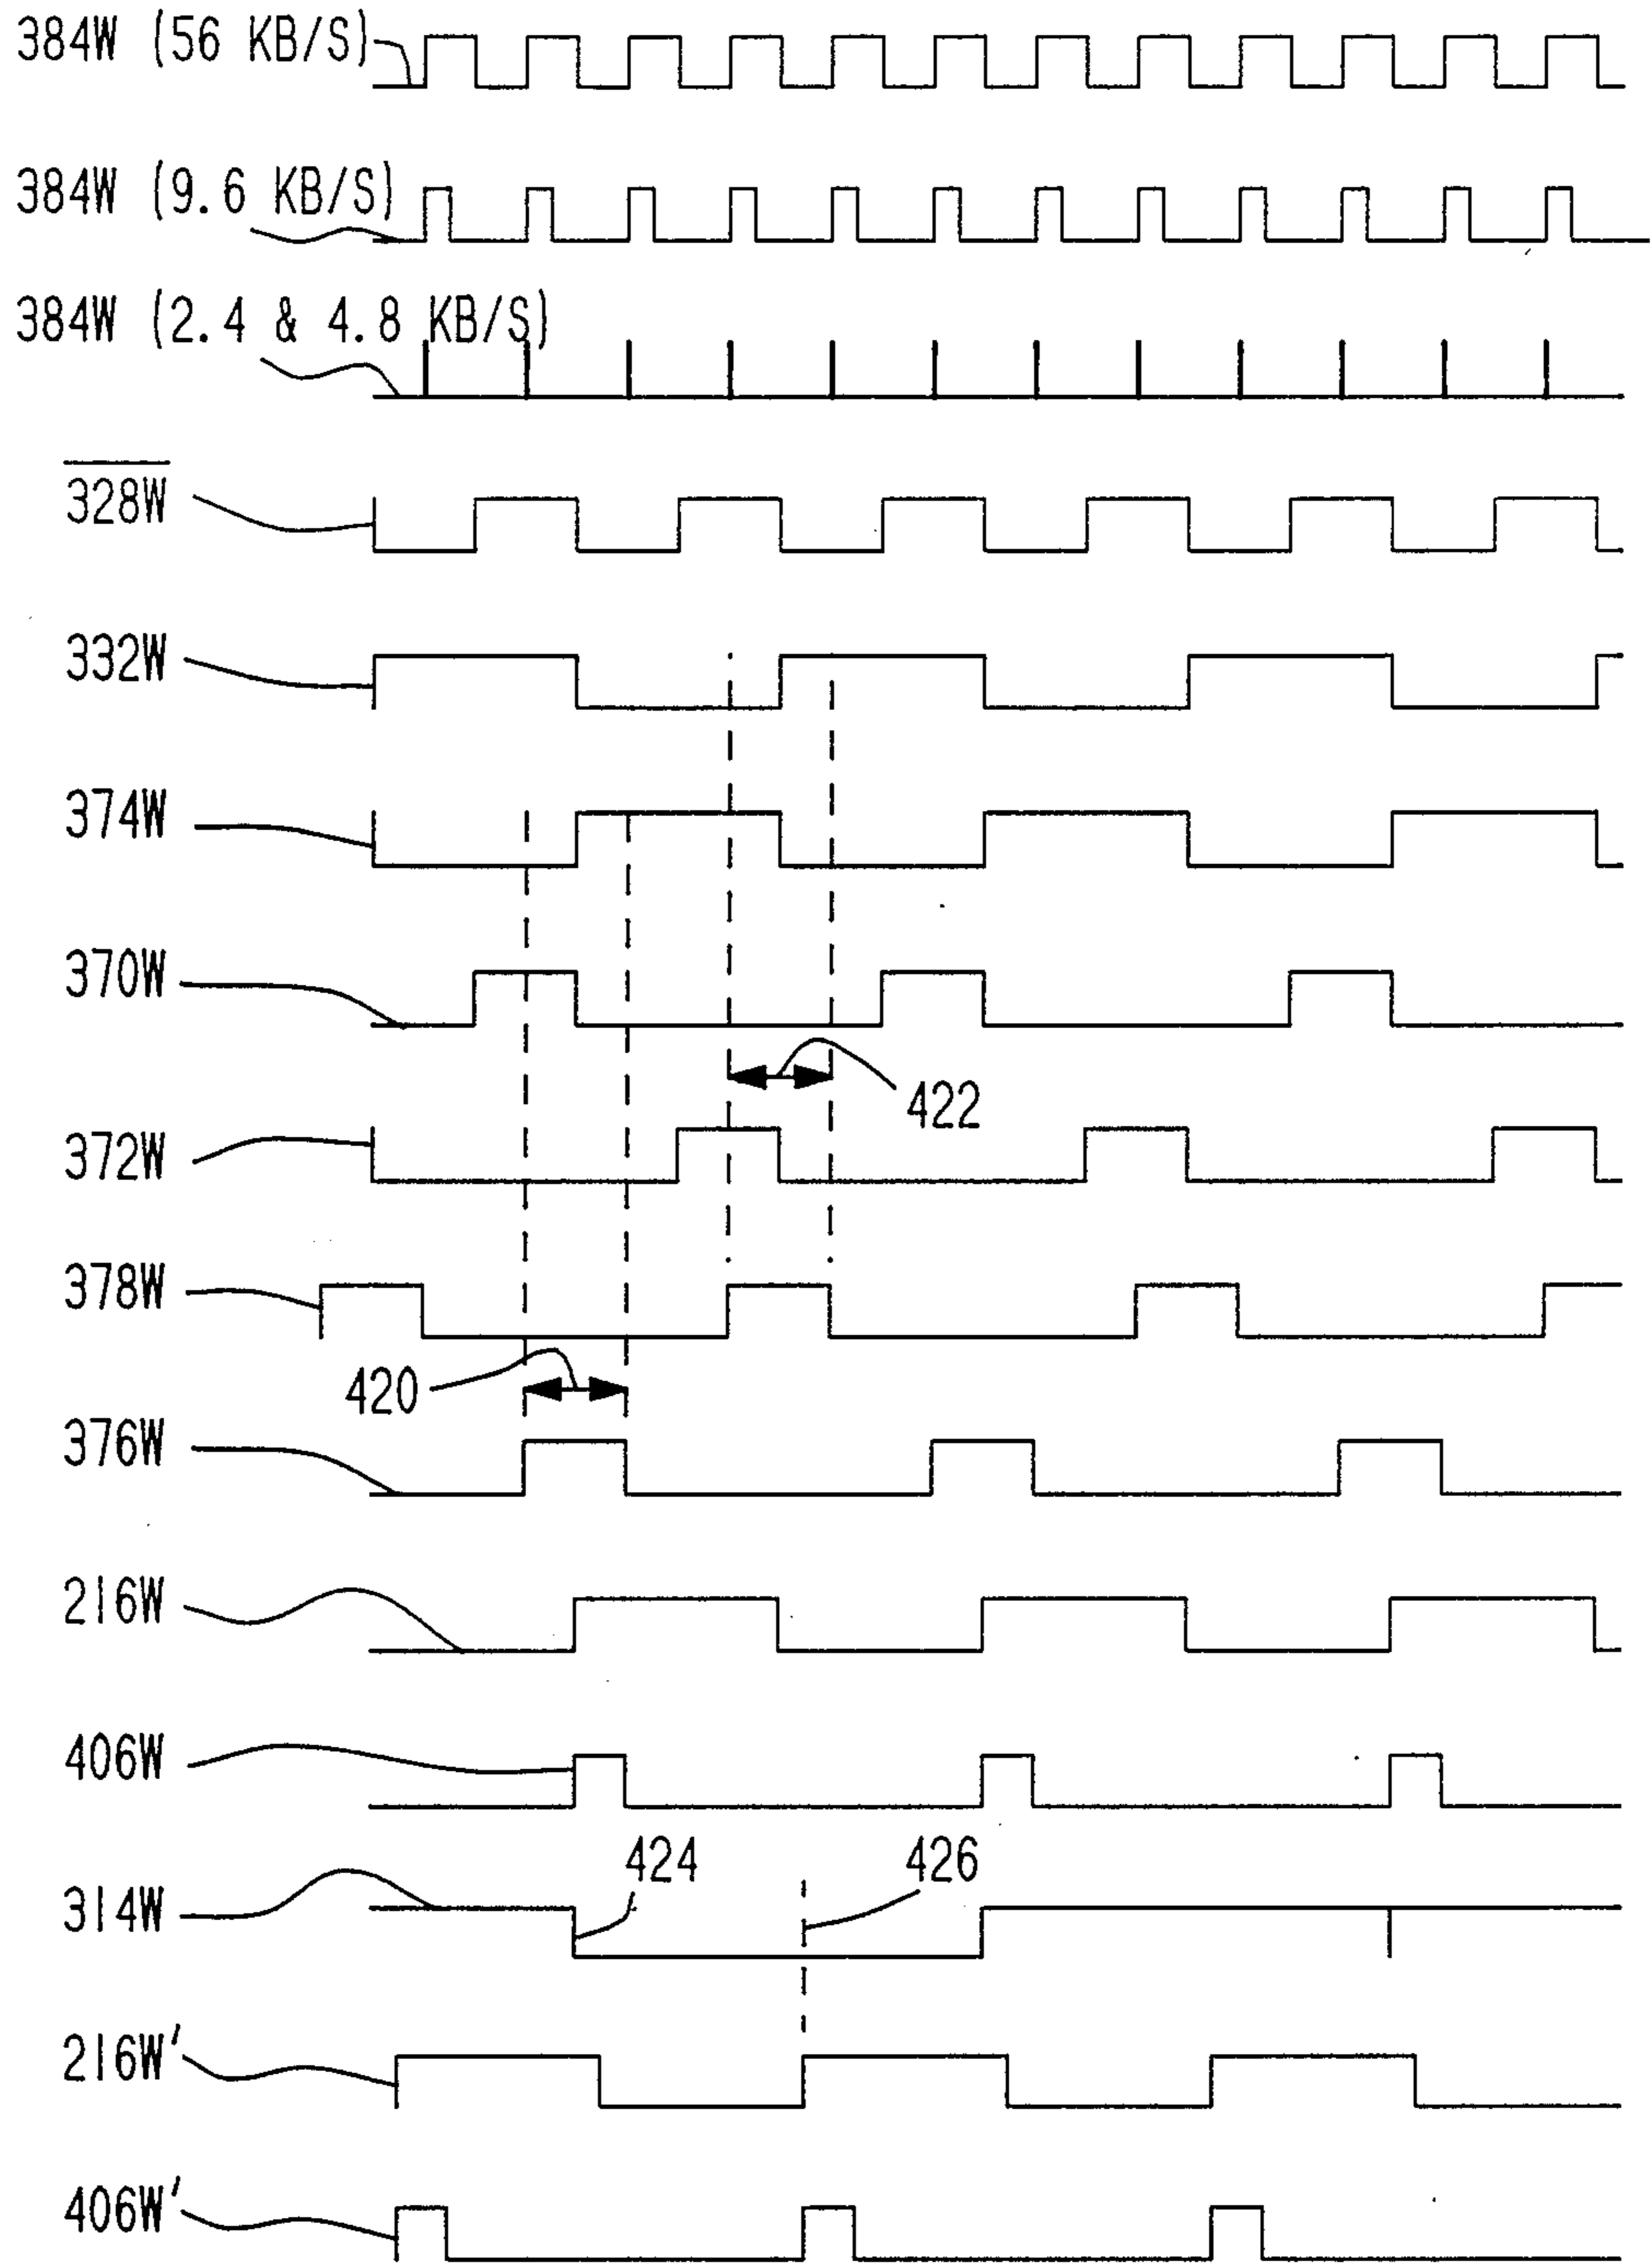 384W (56 KB/S)
384W (9.6 KB/S)
384W (2.4 & 4.8 KB/S)
328W
332W
374W
370W
422
372W
378W
420
376W
216W
406W
424
426
314W
216W'
406W'